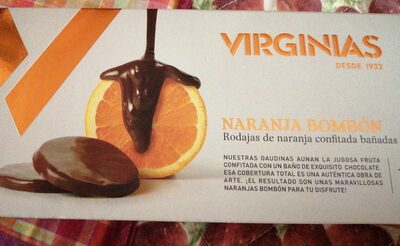 VIRGINIAS
DESDE 1932
NARANJA BOMBÓN
Rodajas de naranja confitada bañadas
NUESTRAS GAUDINAS AUNAN LA JUGOSA FRUTA
CONFITADA CON UN BAÑO DE EXQUISITO CHOCOLATE.
ESA COBERTURA TOTAL ES UNA AUTÉNTICA OBRA DE
ARTE. ¡EL RESULTADO SON UNAS MARAVILLOSAS
NARANJAS BOMBÓN PARA TU DISFRUTE!